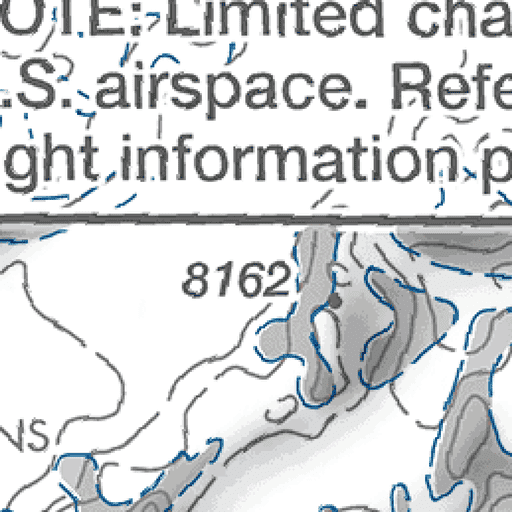 OTE: Limited cha
.S. airspace. Refe
ght information p
8162
NS